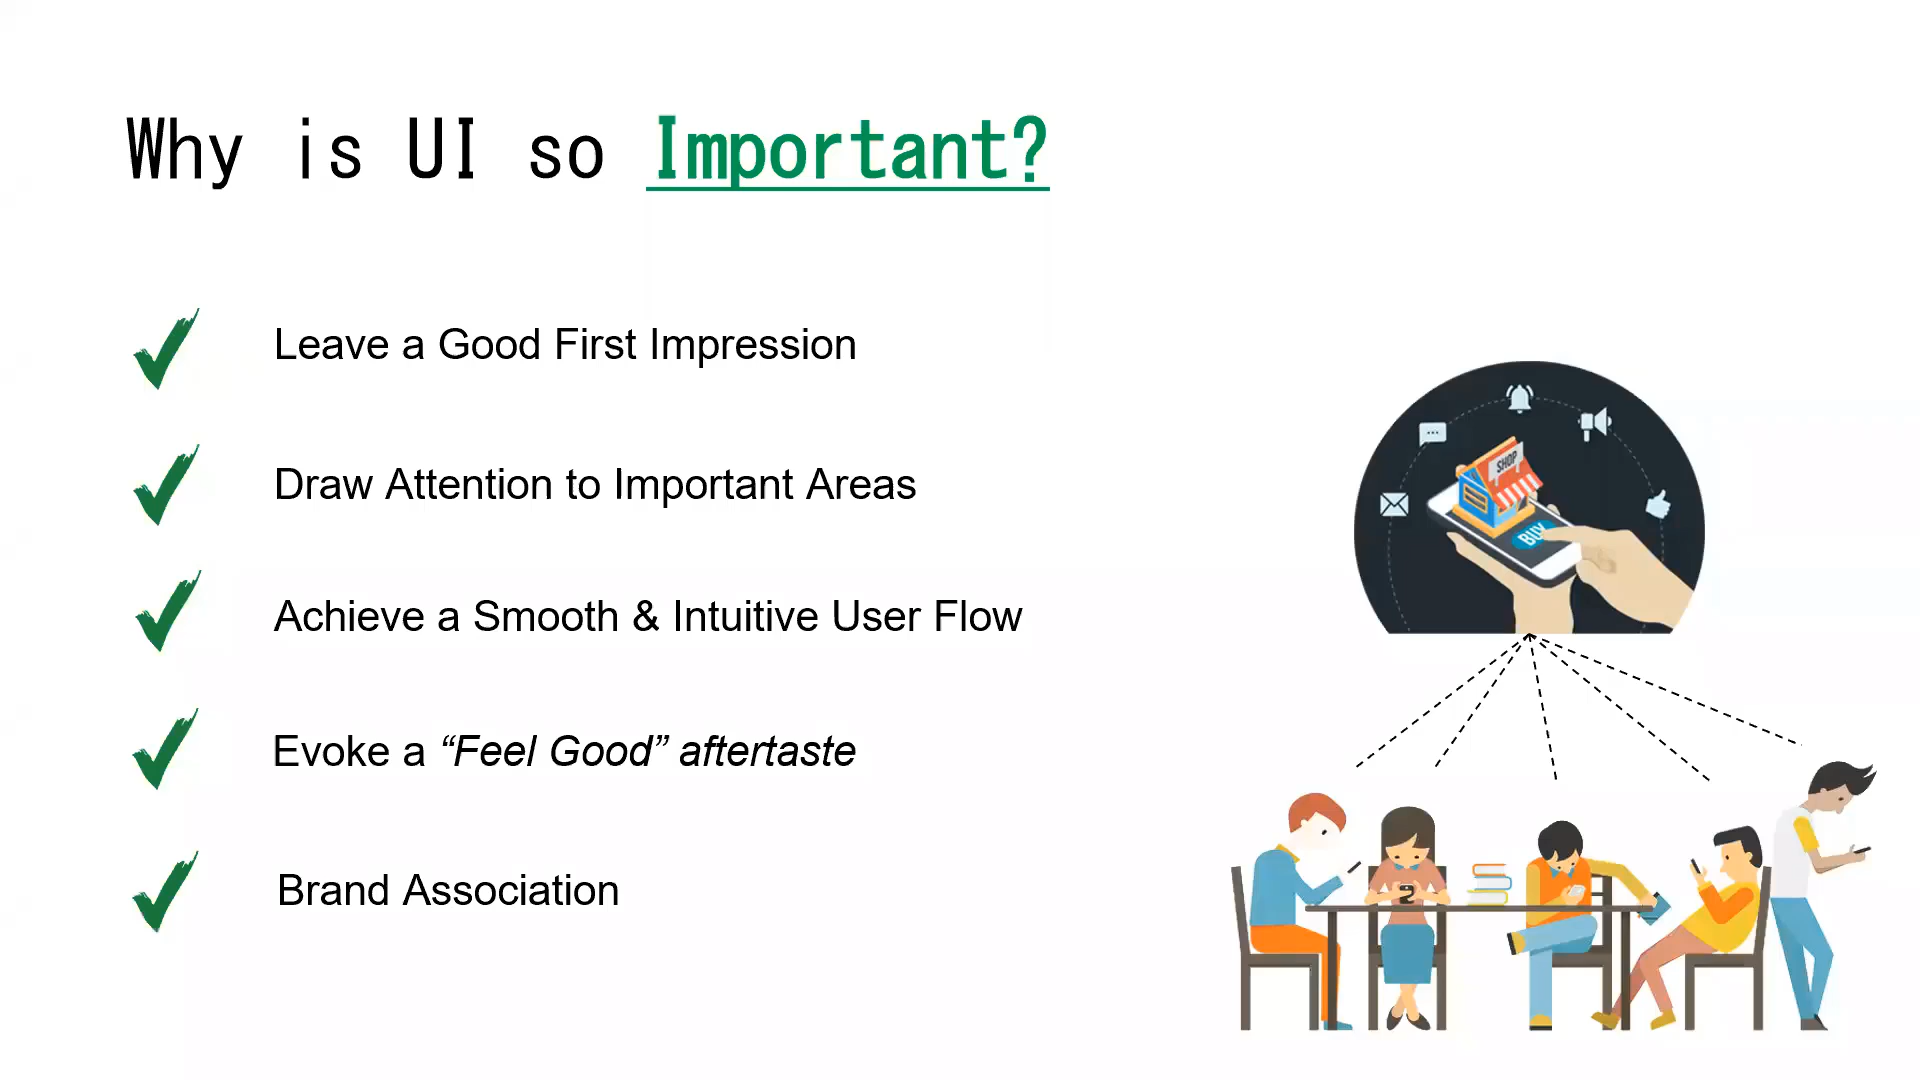 Why is UI so Important?
Leave a Good First Impression
Draw Attention to Important Areas
Achieve a Smooth & Intuitive User Flow
Evoke a “Feel Good” aftertaste
Brand Association
SHOP
BUY